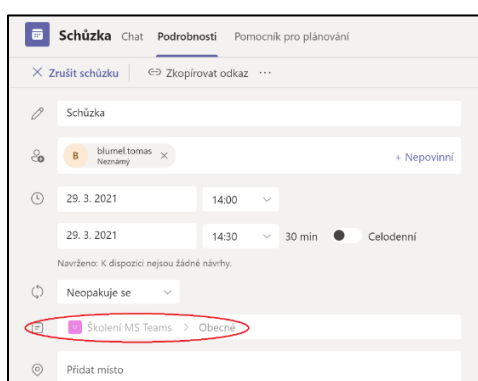 Schůzka Chat Podrobnosti Pomocník pro plánování
Zrušit schůzku Zkopírovat odkaz ...
Schůzka
B blumel.tomas
Neznámý
+ Nepovinní
29. 3. 2021 14:00
29. 3. 2021 14:30 30 min Celodenní
Navrženo: K dispozici nejsou žádné návrhy.
Neopakuje se
Školení MS Teams > Obecné
Přidat místo